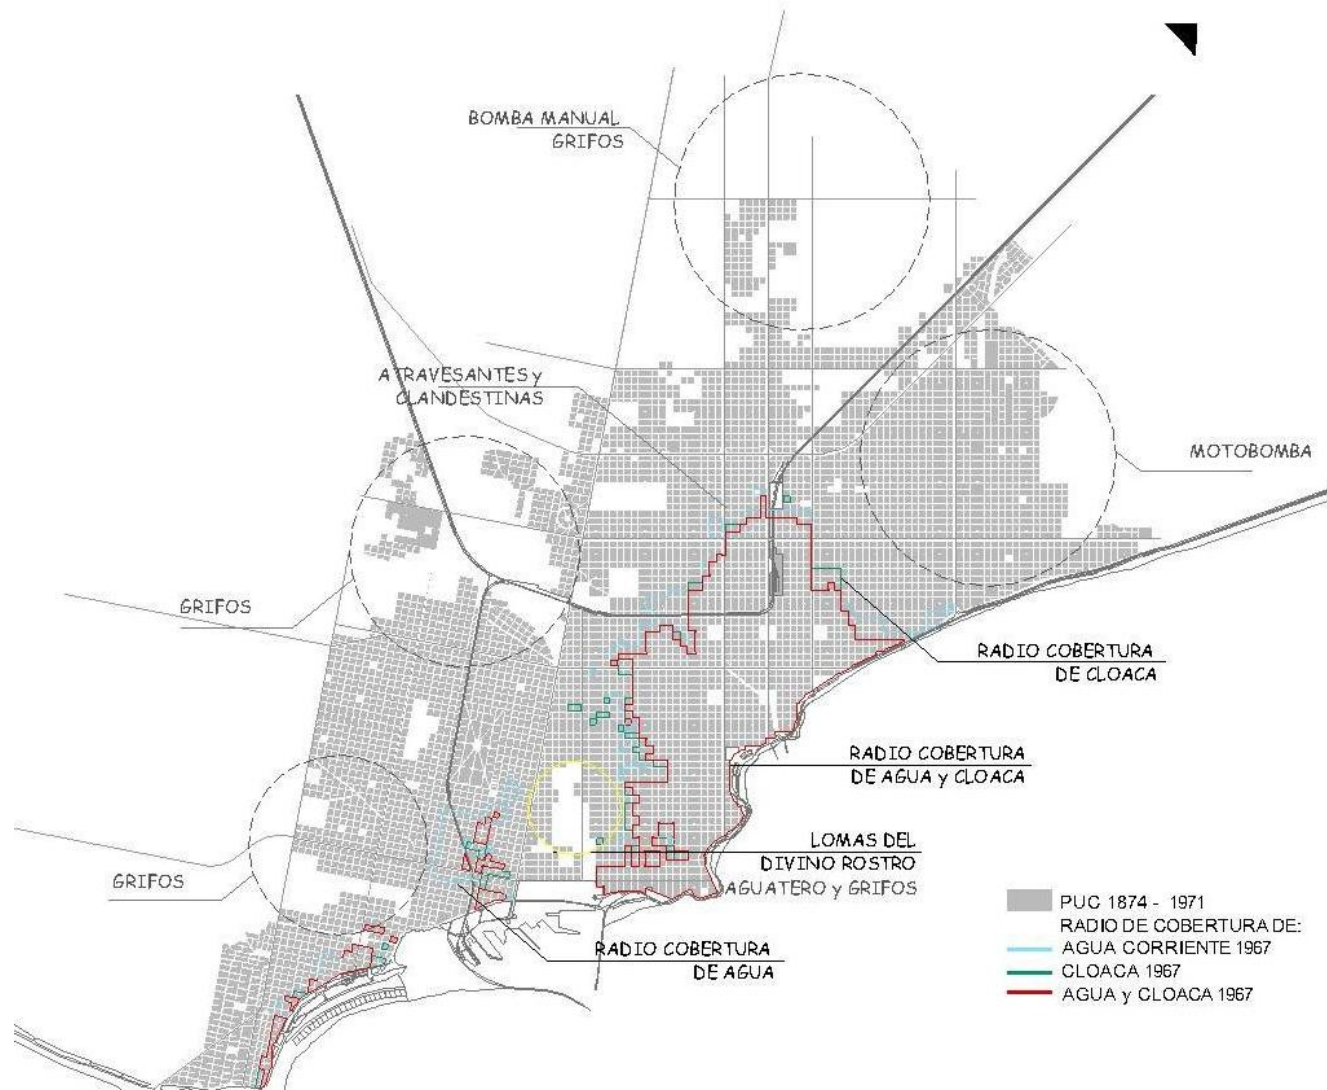 BOMBA MANUAL
GRIFOS
ATRAVESANTES y
CLANDESTINAS
MOTOBOMBA
GRIFOS
RADIO COBERTURA
DE CLOACA
RADIO COBERTURA
DE AGUA y CLOACA
LOMAS DEL
DIVINO ROSTRO
AGUATERO y GRIFOS
GRIFOS
RADIO COBERTURA
DE AGUA
PUC 1874 - 1971
RADIO DE COBERTURA DE:
AGUA CORRIENTE 1967
CLOACA 1967
AGUA y CLOACA 1967